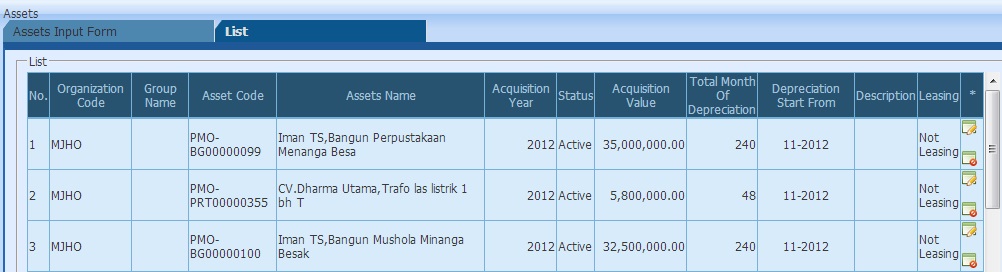 Assets
Assets Input Form List
List
No. Organization Code Group Name Asset Code Assets Name Acquisition Year Status Acquisition Value Total Month Of Depreciation Depreciation Start From Description Leasing *
1 MJHO PMO-BG00000099 Iman TS,Bangun Perpustakaan Menanga Besa 2012 Active 35,000,000.00 240 11-2012 Not Leasing
2 MJHO PMO-PRT00000355 CV.Dharma Utama,Trafo las listrik 1 bh T 2012 Active 5,800,000.00 48 11-2012 Not Leasing
3 MJHO PMO-BG00000100 Iman TS,Bangun Mushola Minanga Besak 2012 Active 32,500,000.00 240 11-2012 Not Leasing